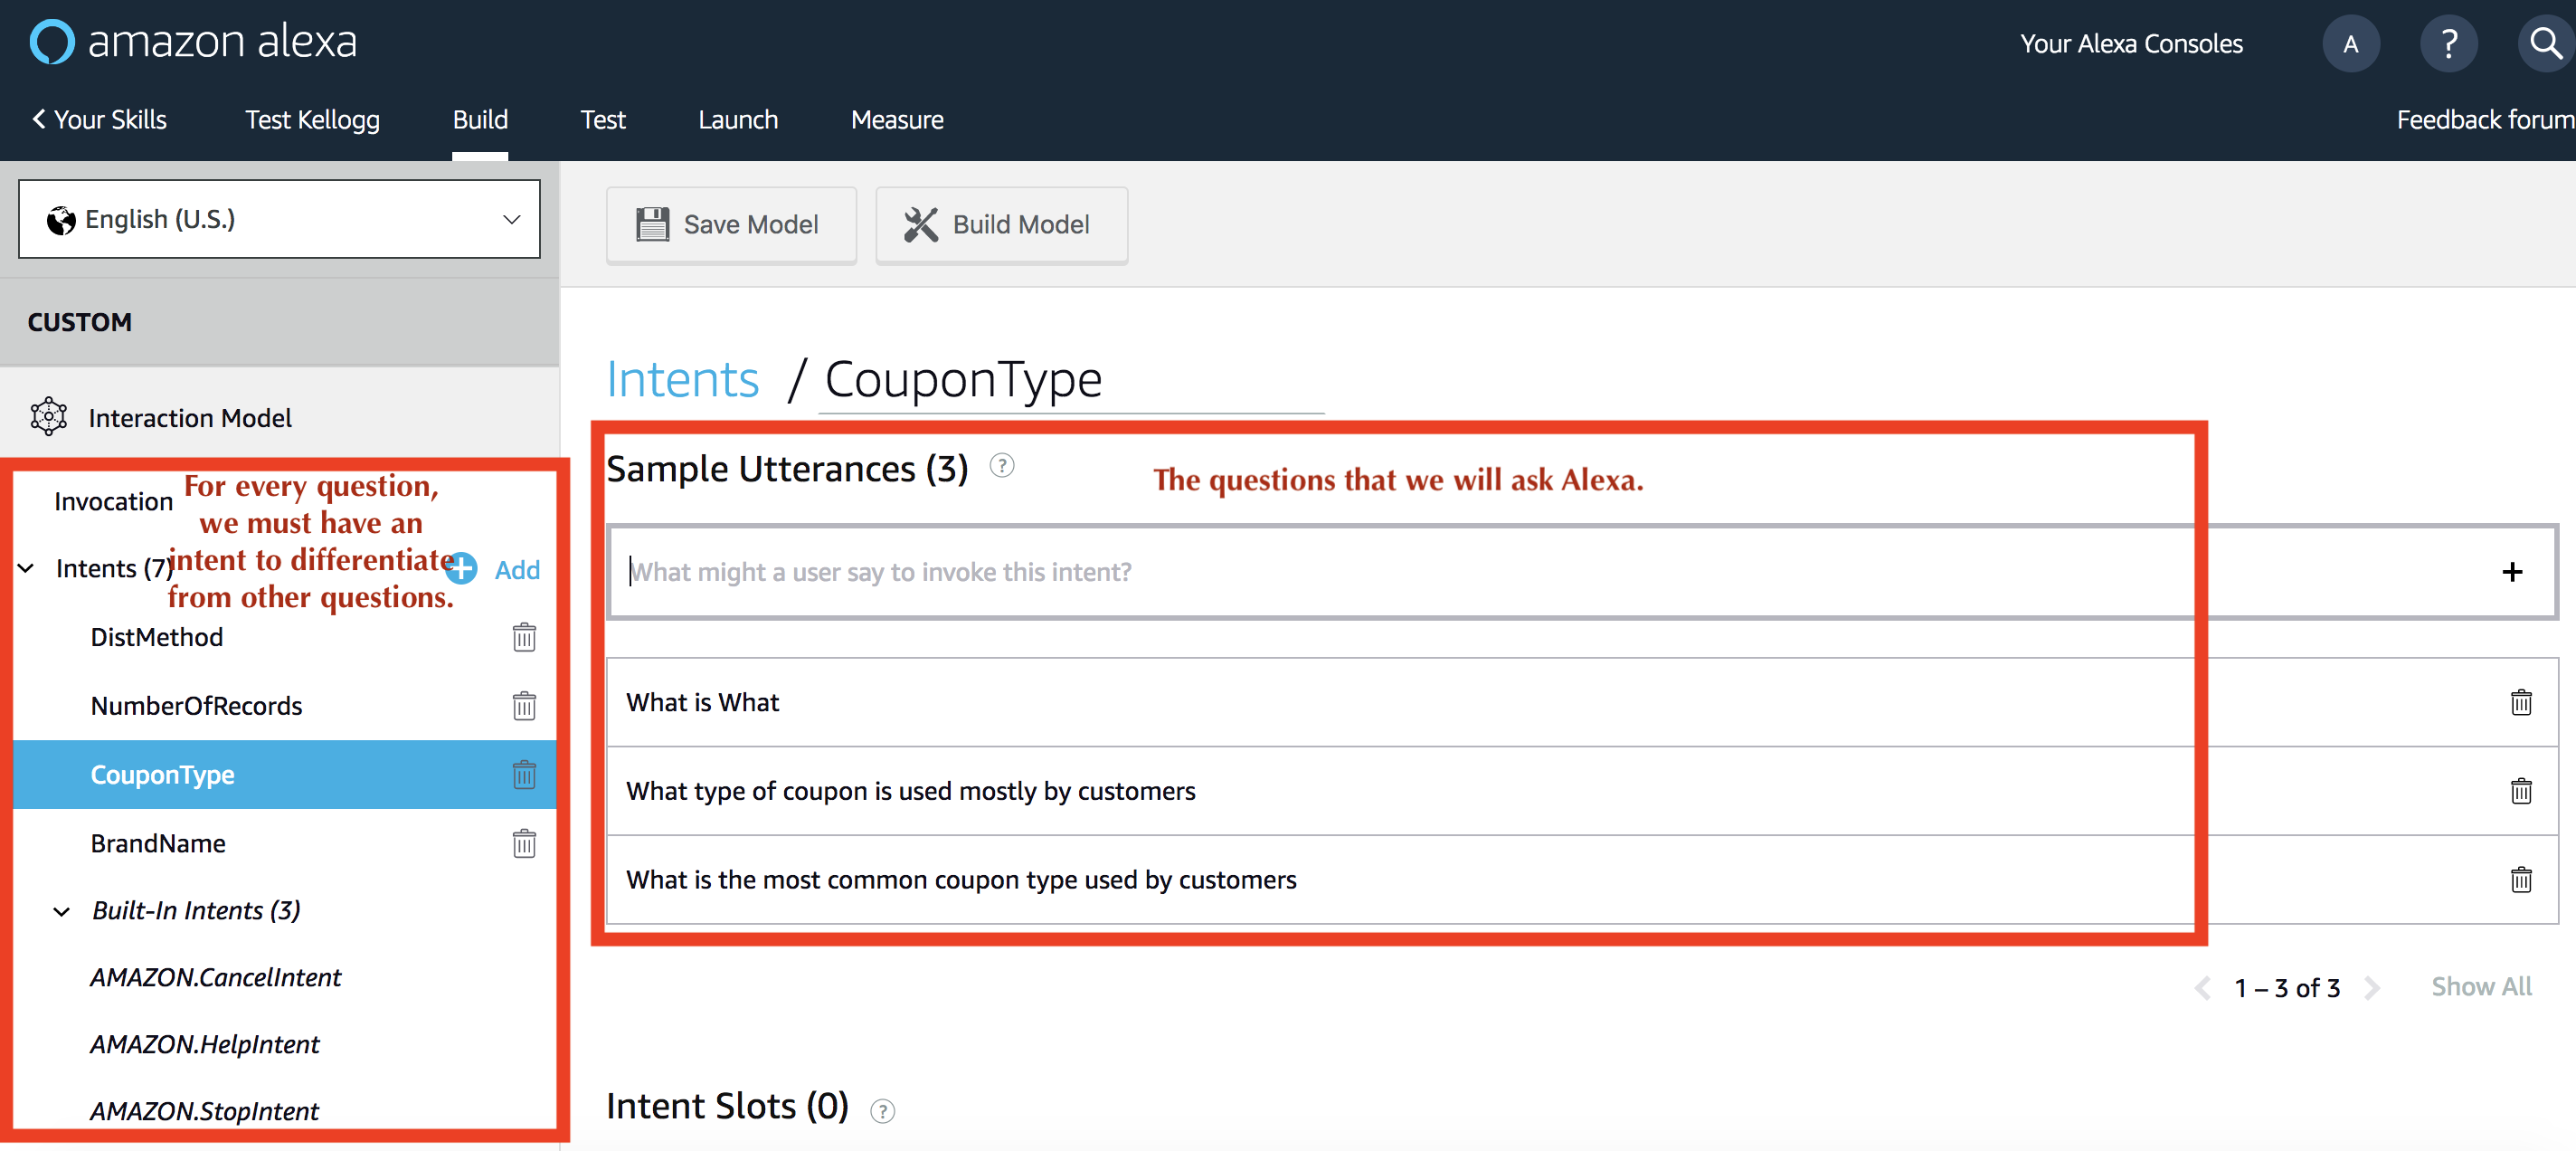 amazon alexa
Your Alexa Consoles
A
?
< Your Skills
Test Kellogg
Build
Test
Launch
Measure
Feedback forum
English (U.S.)
Save Model
Build Model
CUSTOM
Interaction Model
Invocation
For every question,
we must have an
intent to differentiate
from other questions.
Intents (7)
+ Add
DistMethod
NumberOfRecords
CouponType
BrandName
Built-In Intents (3)
AMAZON.CancelIntent
AMAZON.HelpIntent
AMAZON.StopIntent
Intents / CouponType
Sample Utterances (3) ?
The questions that we will ask Alexa.
What might a user say to invoke this intent?
+
What is What
What type of coupon is used mostly by customers
What is the most common coupon type used by customers
< 1 – 3 of 3 >
Show All
Intent Slots (0) ?